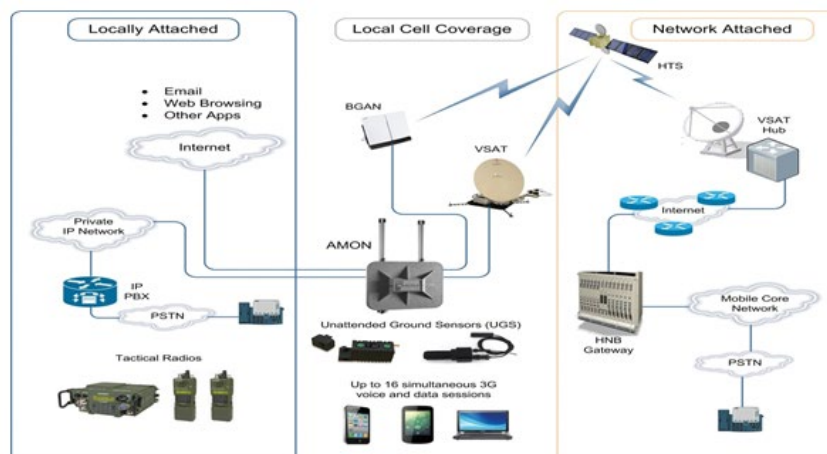 Locally Attached
Local Cell Coverage
Network Attached
• Email
• Web Browsing
• Other Apps
Internet
Private
IP Network
IP
PBX
PSTN
Tactical Radios
BGAN
VSAT
AMON
Unattended Ground Sensors (UGS)
Up to 16 simultaneous 3G
voice and data sessions
HTS
VSAT
Hub
Internet
HNB
Gateway
Mobile Core
Network
PSTN